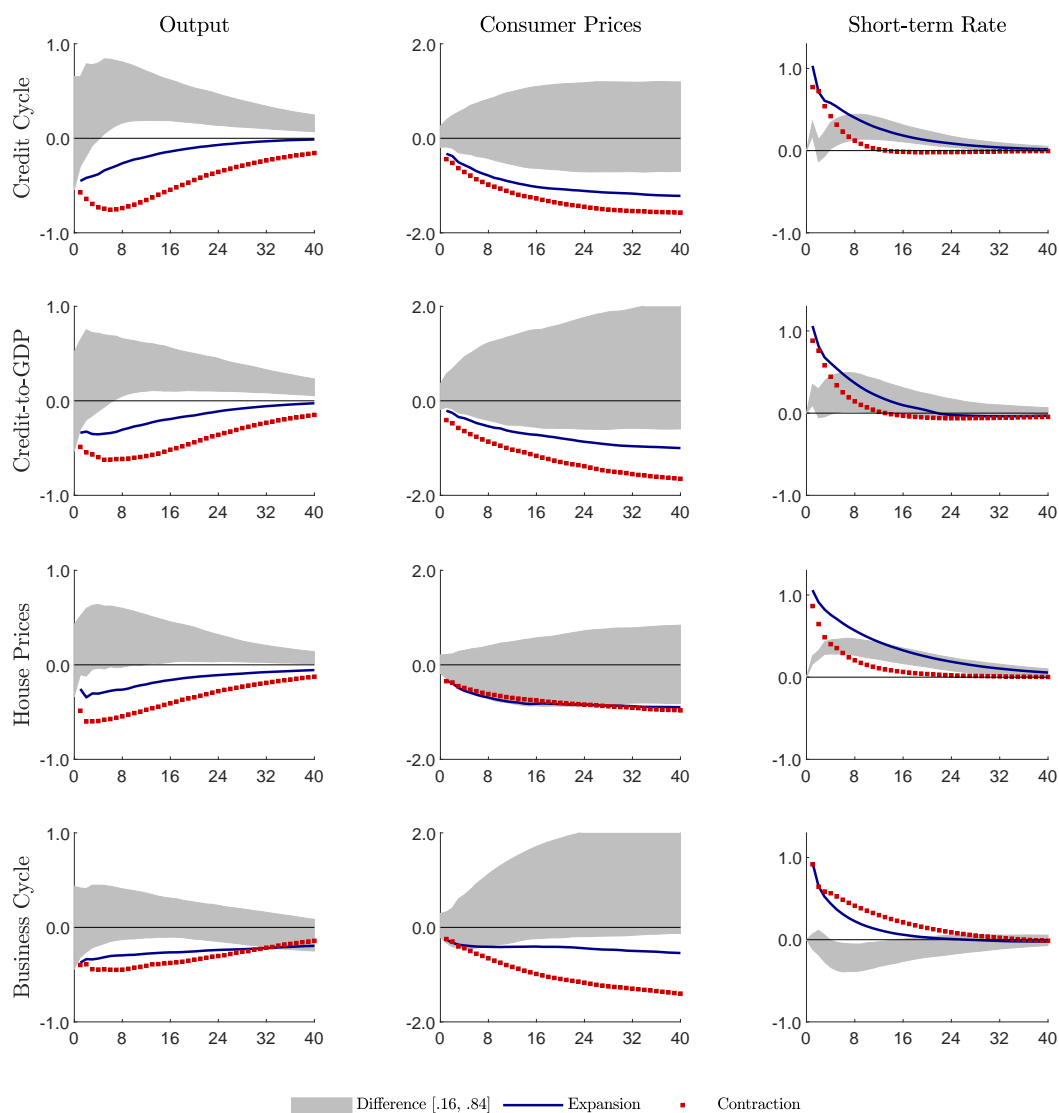 Output Consumer Prices Short-term Rate
Credit Cycle
1.0 2.0
1.0
0.0 0.0
0.0
-1.0 -2.0 -1.0
0 8 16 24 32 40 0 8 16 24 32 40 0 8 16 24 32 40
Credit-to-GDP
1.0 2.0
1.0
0.0 0.0
0.0
-1.0 -2.0 -1.0
0 8 16 24 32 40 0 8 16 24 32 40 0 8 16 24 32 40
House Prices
1.0 2.0
1.0
0.0 0.0
0.0
-1.0 -2.0 -1.0
0 8 16 24 32 40 0 8 16 24 32 40 0 8 16 24 32 40
Business Cycle
1.0 2.0
1.0
0.0 0.0
0.0
-1.0 -2.0 -1.0
0 8 16 24 32 40 0 8 16 24 32 40 0 8 16 24 32 40
Difference [.16, .84] Expansion Contraction